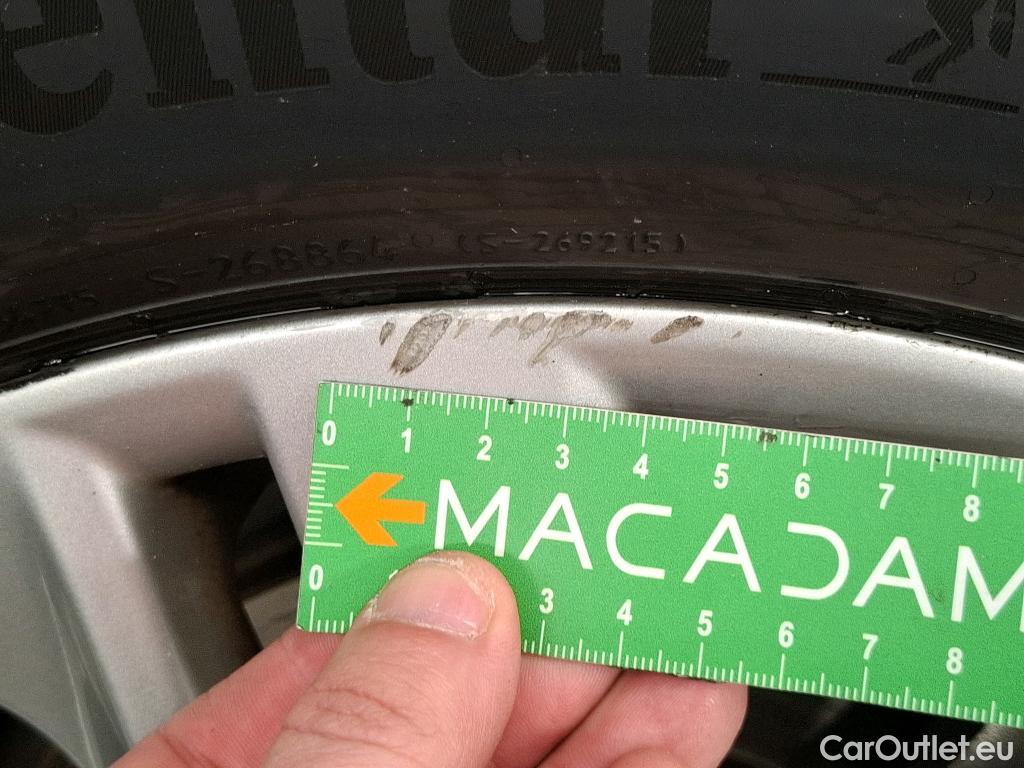 ental
S-268864 (S-269215)
0 1 2 3 4 5 6 7 8
MACADAM
0 3 4 5 6 7 8
CarOutlet.eu